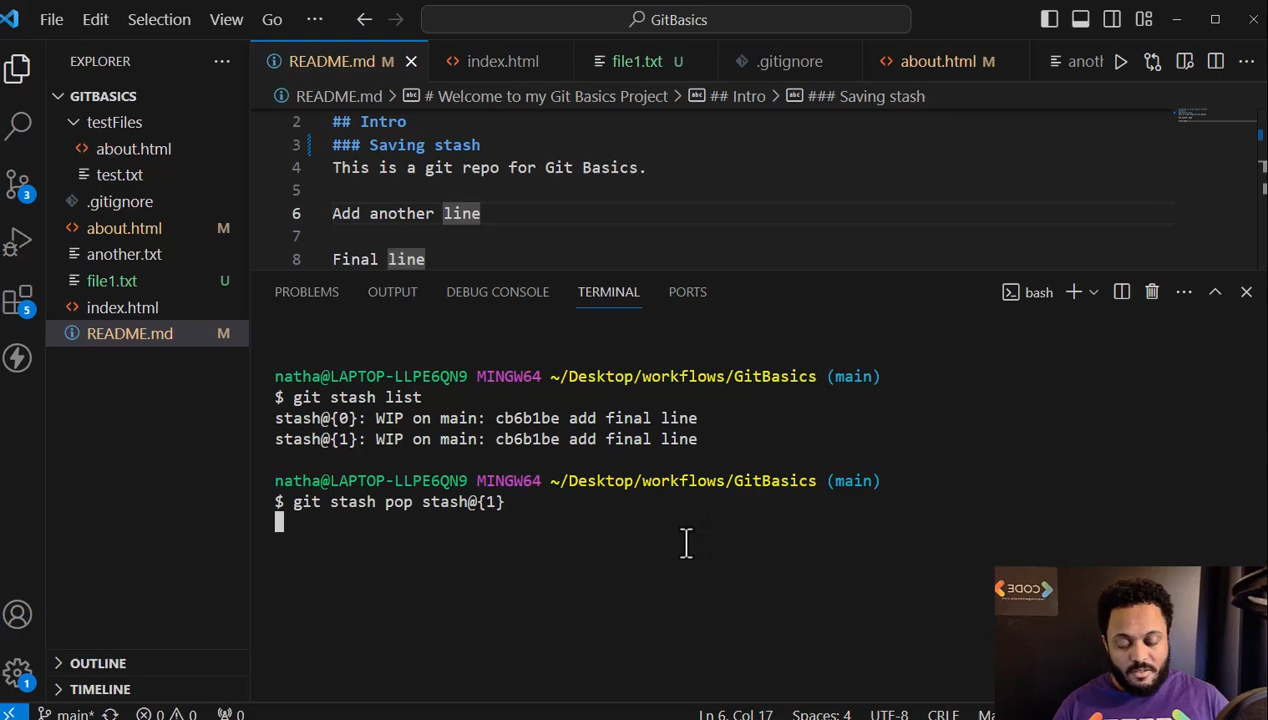 File Edit Selection View Go ··· GitBasics
EXPLORER ···
README.md M index.html file1.txt U .gitignore about.html M anoth
README.md > # Welcome to my Git Basics Project > ## Intro > ### Saving stash
GITBASICS
testFiles
about.html
test.txt
.gitignore
about.html M
another.txt
file1.txt U
index.html
README.md M
3
5
1
2 ## Intro
3 ### Saving stash
4 This is a git repo for Git Basics.
5
6 Add another line
7
8 Final line
PROBLEMS OUTPUT DEBUG CONSOLE TERMINAL PORTS bash
natha@LAPTOP-LLPE6QN9 MINGW64 ~/Desktop/workflows/GitBasics (main)
$ git stash list
stash@{0}: WIP on main: cb6b1be add final line
stash@{1}: WIP on main: cb6b1be add final line
natha@LAPTOP-LLPE6QN9 MINGW64 ~/Desktop/workflows/GitBasics (main)
$ git stash pop stash@{1}
CODE
OUTLINE
TIMELINE
main* 0 0 0 Ln 6, Col 17 Spaces: 4 UTF-8 CRLF